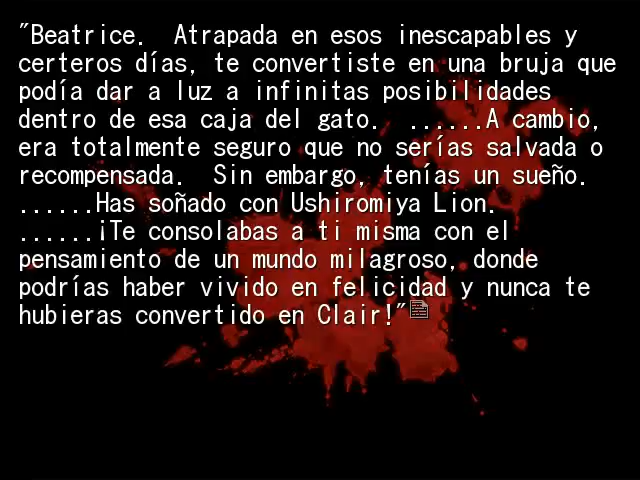 "Beatrice.  Atrapada en esos inescapables y
certeros días, te convertiste en una bruja que
podía dar a luz a infinitas posibilidades
dentro de esa caja del gato.  ......A cambio,
era totalmente seguro que no serías salvada o
recompensada.  Sin embargo, tenías un sueño.
......Has soñado con Ushiromiya Lion.
......¡Te consolabas a ti misma con el
pensamiento de un mundo milagroso, donde
podrías haber vivido en felicidad y nunca te
hubieras convertido en Clair!"